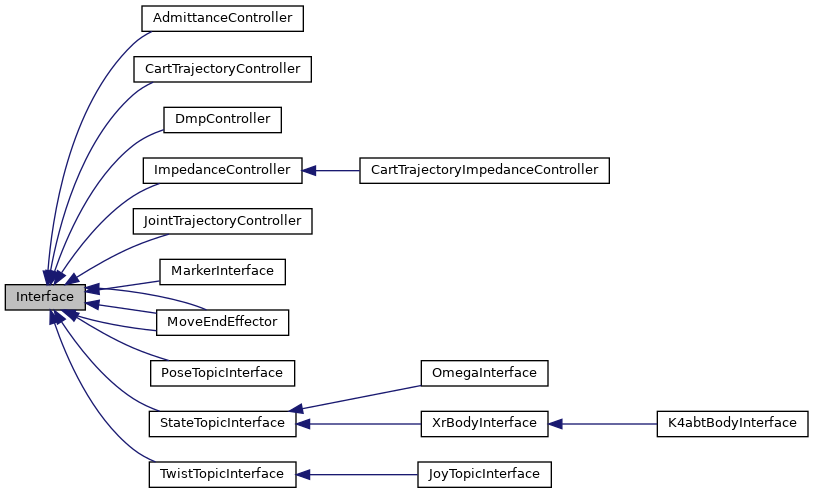 AdmittanceController
CartTrajectoryController
DmpController
ImpedanceController
CartTrajectoryImpedanceController
JointTrajectoryController
MarkerInterface
Interface
MoveEndEffector
PoseTopicInterface
OmegaInterface
StateTopicInterface
XrBodyInterface
K4abtBodyInterface
TwistTopicInterface
JoyTopicInterface